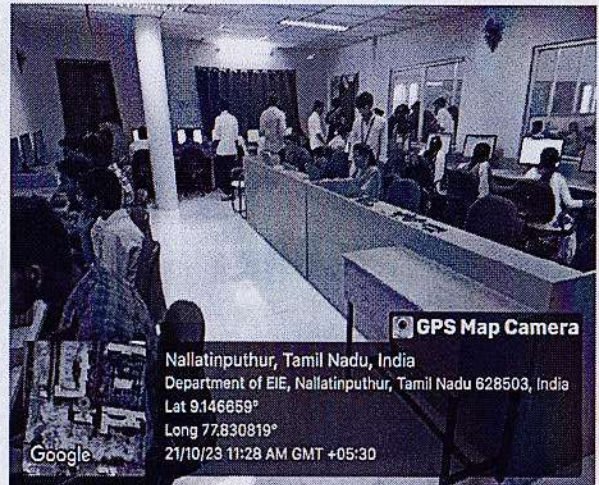 GPS Map Camera
Nallatinputhur, Tamil Nadu, India
Department of EIE, Nallatinputhur, Tamil Nadu 628503, India
Lat 9.146659°
Long 77.830819°
21/10/23 11:28 AM GMT +05:30
Google